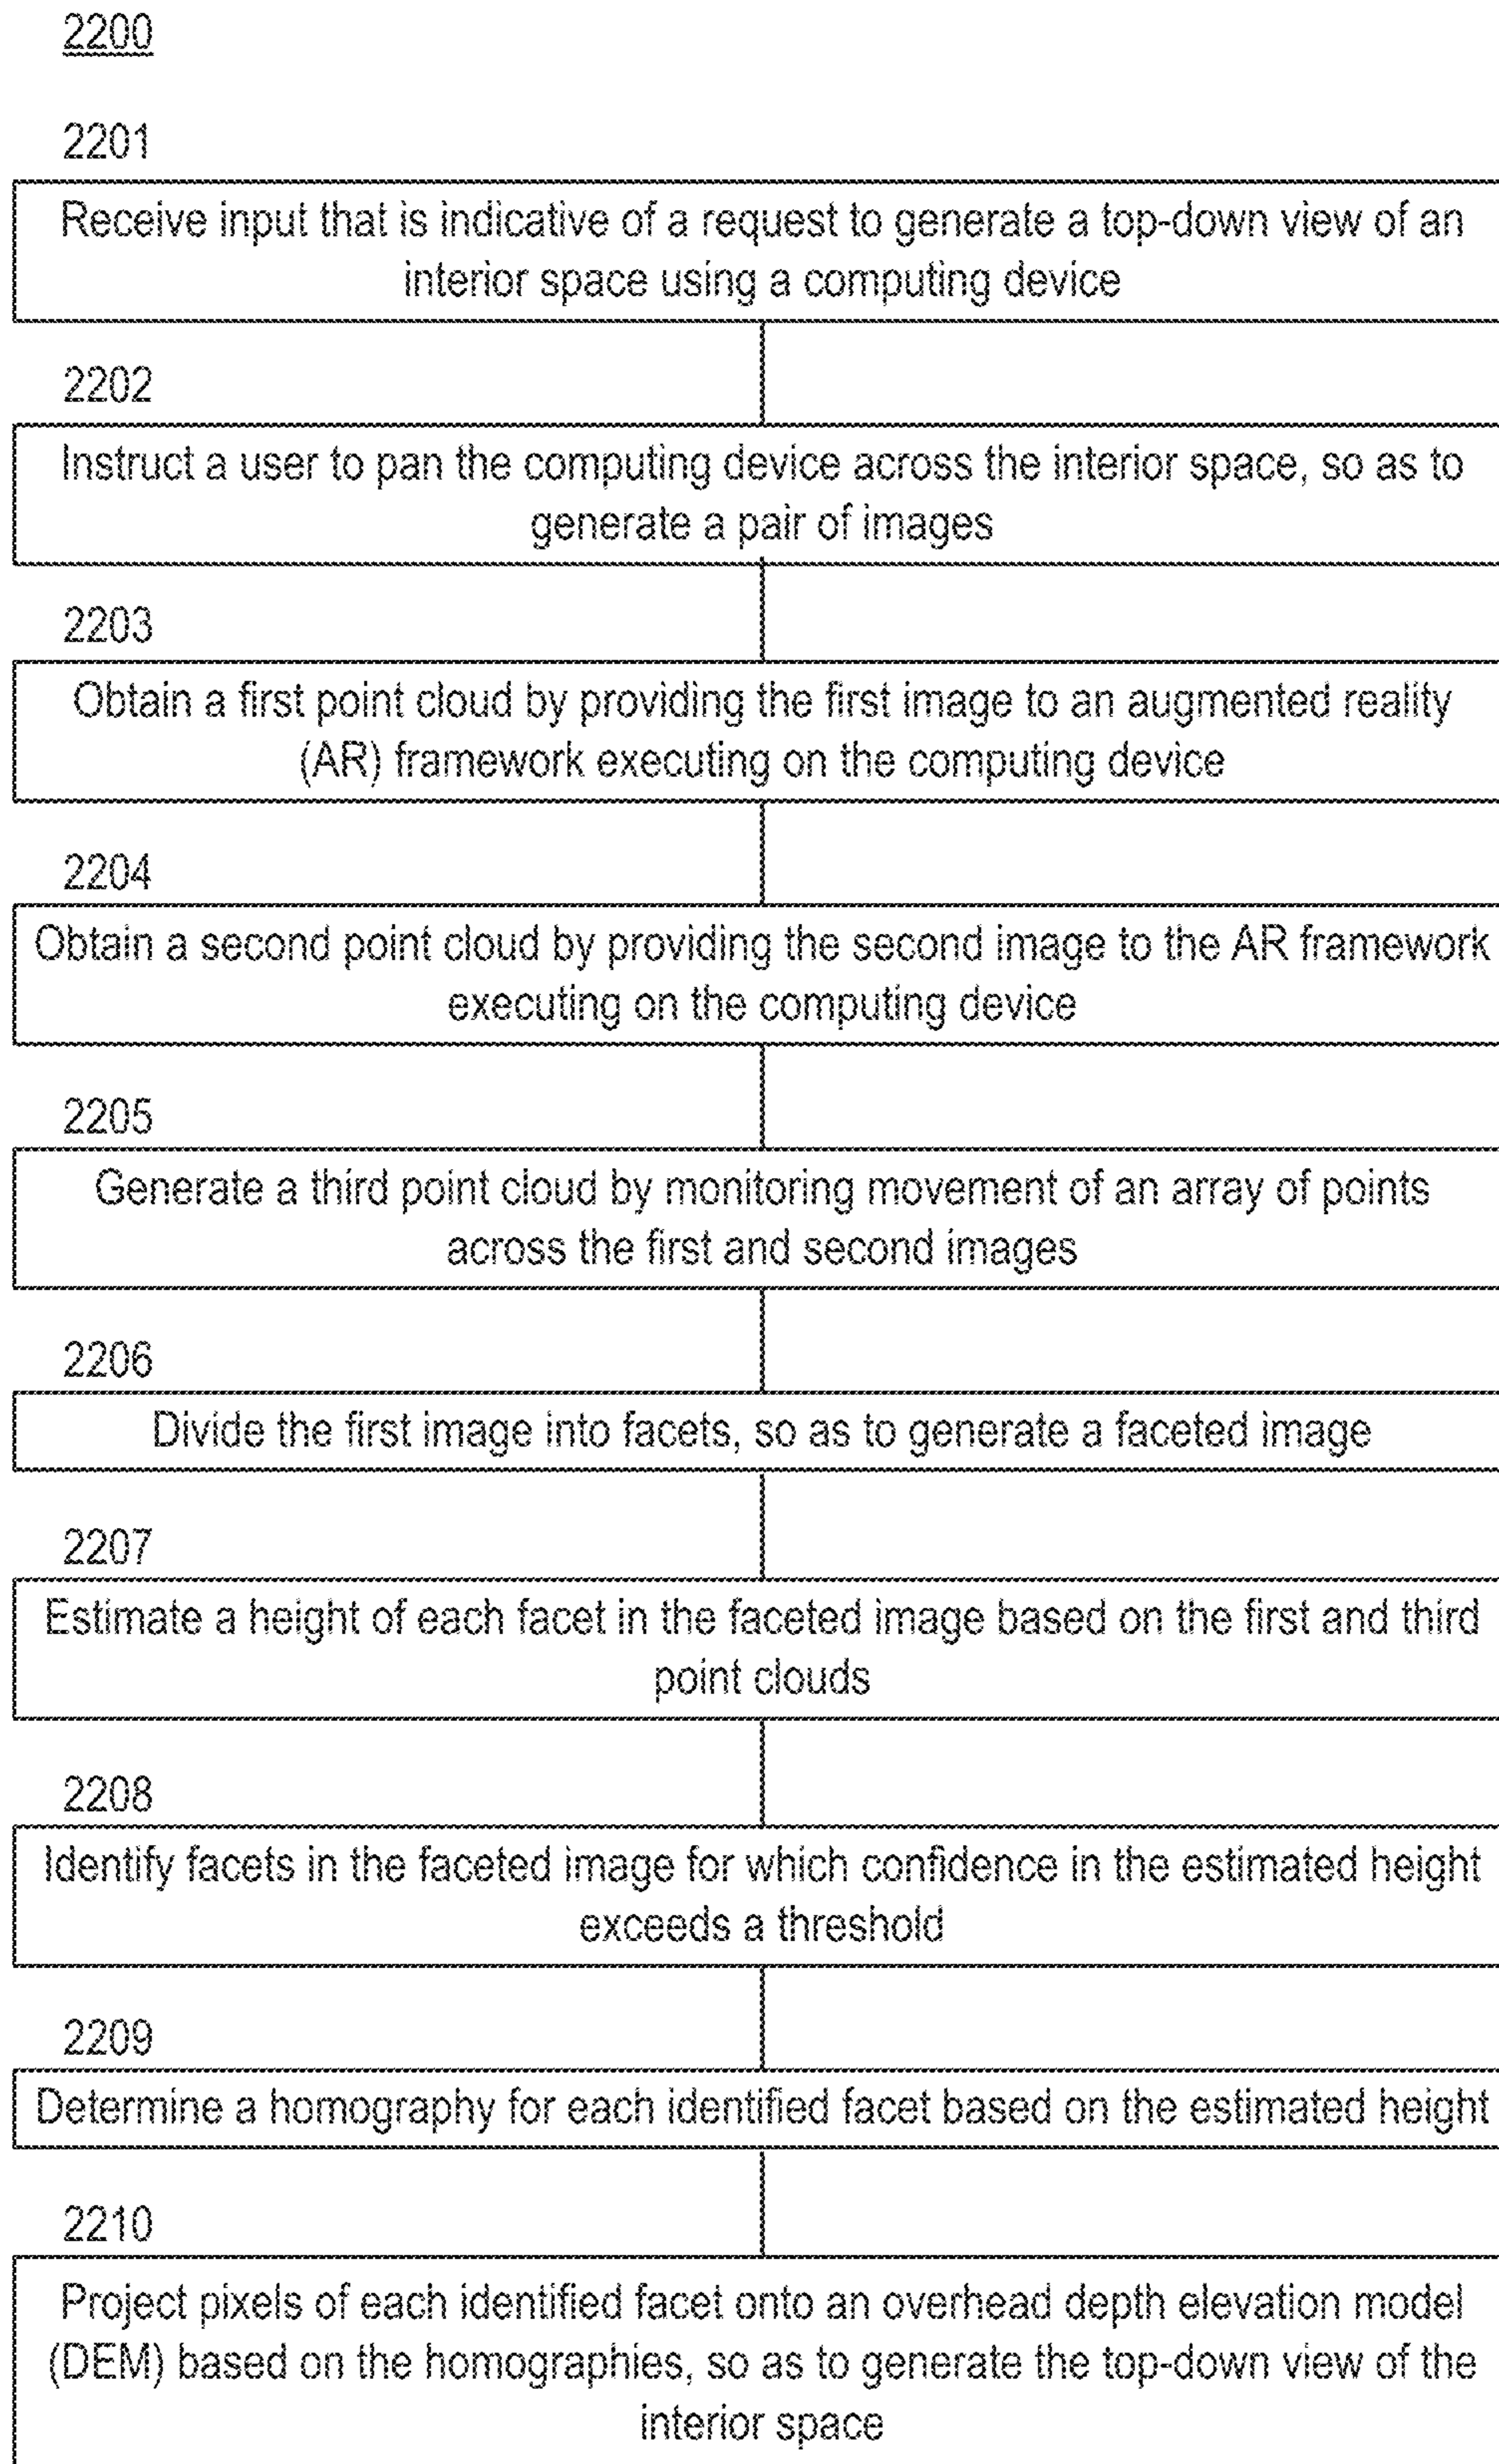 2200
2201
Receive input that is indicative of a request to generate a top-down view of an
interior space using a computing device
2202
Instruct a user to pan the computing device across the interior space, so as to
generate a pair of images
2203
Obtain a first point cloud by providing the first image to an augmented reality
(AR) framework executing on the computing device
2204
Obtain a second point cloud by providing the second image to the AR framework
executing on the computing device
2205
Generate a third point cloud by monitoring movement of an array of points
across the first and second images
2206
Divide the first image into facets, so as to generate a faceted image
2207
Estimate a height of each facet in the faceted image based on the first and third
point clouds
2208
Identify facets in the faceted image for which confidence in the estimated height
exceeds a threshold
2209
Determine a homography for each identified facet based on the estimated height
2210
Project pixels of each identified facet onto an overhead depth elevation model
(DEM) based on the homographies, so as to generate the top-down view of the
interior space